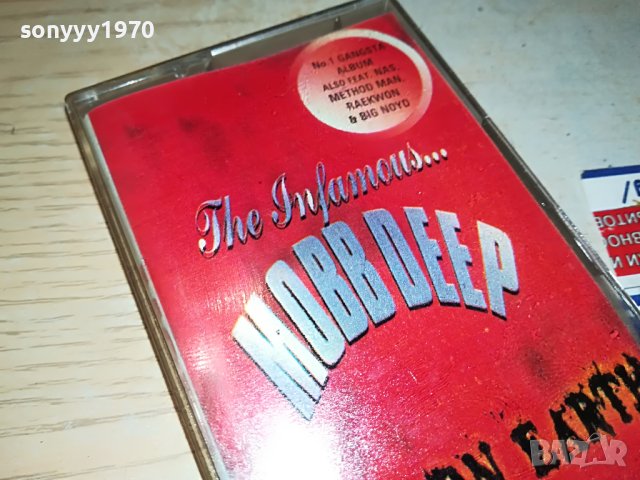 sonyyy1970
No.1 GANGSTA
ALBUM
ALSO FEAT. NAS,
METHOD MAN,
RAEKWON
& BIG NOYD
The Infamous...
MOBB DEEP
ON EARTH
BAZAR